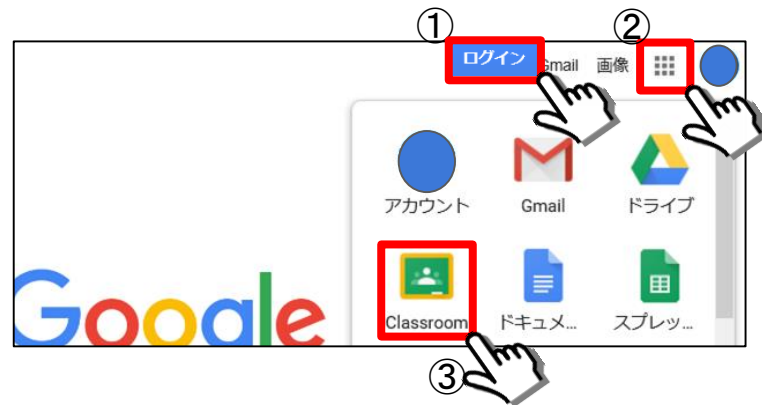 ① ②
ログイン Gmail 画像
アカウント Gmail ドライブ
Google
Classroom ドキュメ... スプレッ...
③